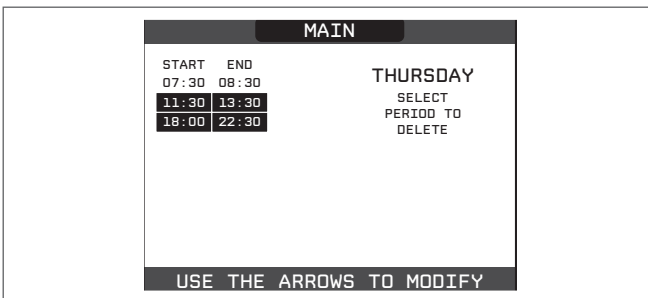 MAIN
START END
07:30 08:30
11:30 13:30
18:00 22:30
THURSDAY
SELECT
PERIOD TO
DELETE
USE THE ARROWS TO MODIFY